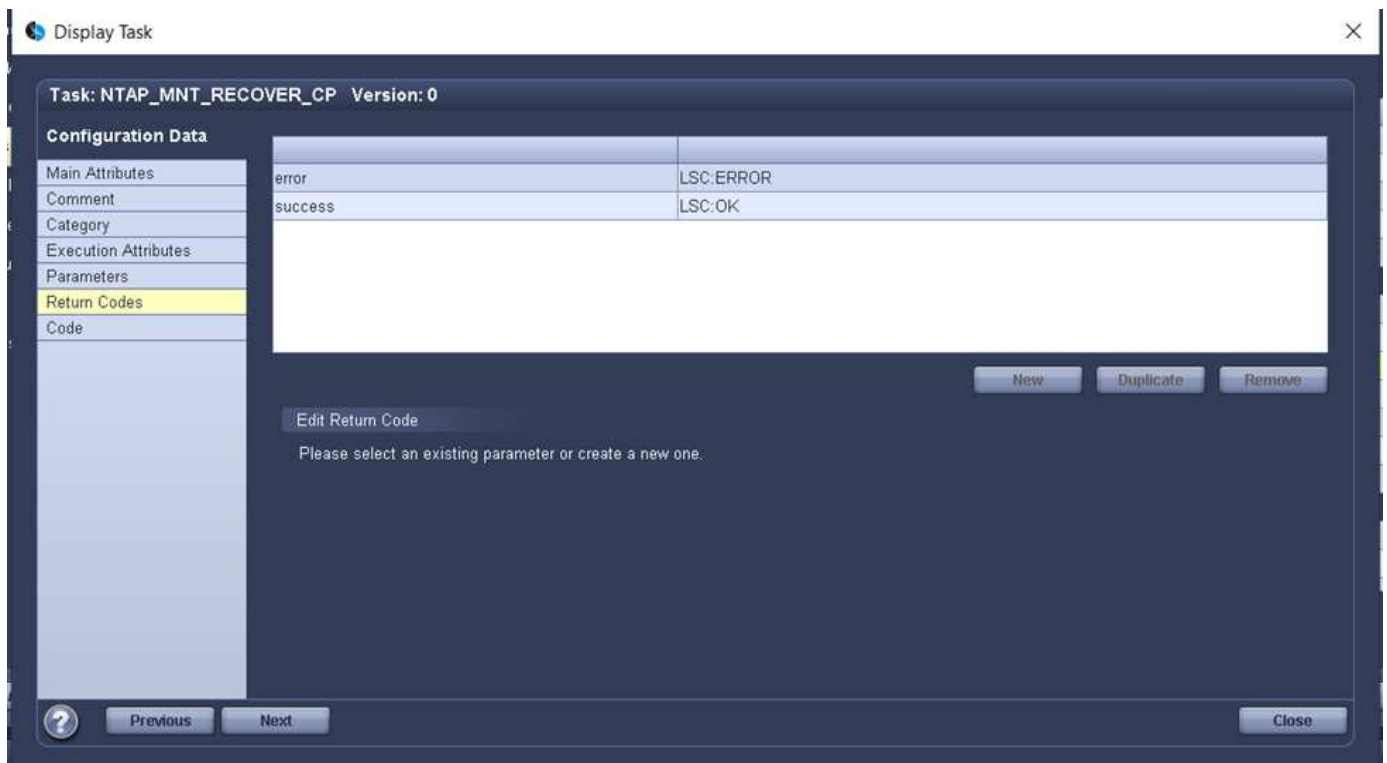 Display Task
Task: NTAP_MNT_RECOVER_CP Version: 0
Configuration Data
Main Attributes
Comment
Category
Execution Attributes
Parameters
Return Codes
Code
error LSC:ERROR
success LSC:OK
New Duplicate Remove
Edit Return Code
Please select an existing parameter or create a new one.
? Previous Next Close